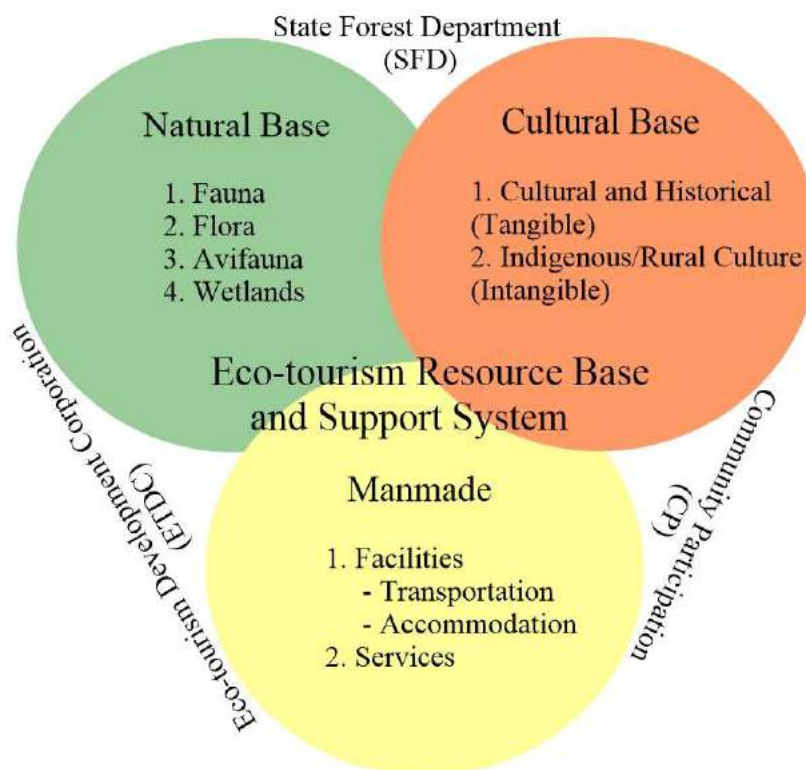 State Forest Department
(SFD)
Natural Base
1. Fauna
2. Flora
3. Avifauna
4. Wetlands
Cultural Base
1. Cultural and Historical
(Tangible)
2. Indigenous/Rural Culture
(Intangible)
Eco-tourism Resource Base
and Support System
Manmade
1. Facilities
- Transportation
- Accommodation
2. Services
Eco-tourism Development Corporation
(ETDC)
Community Participation
(CP)